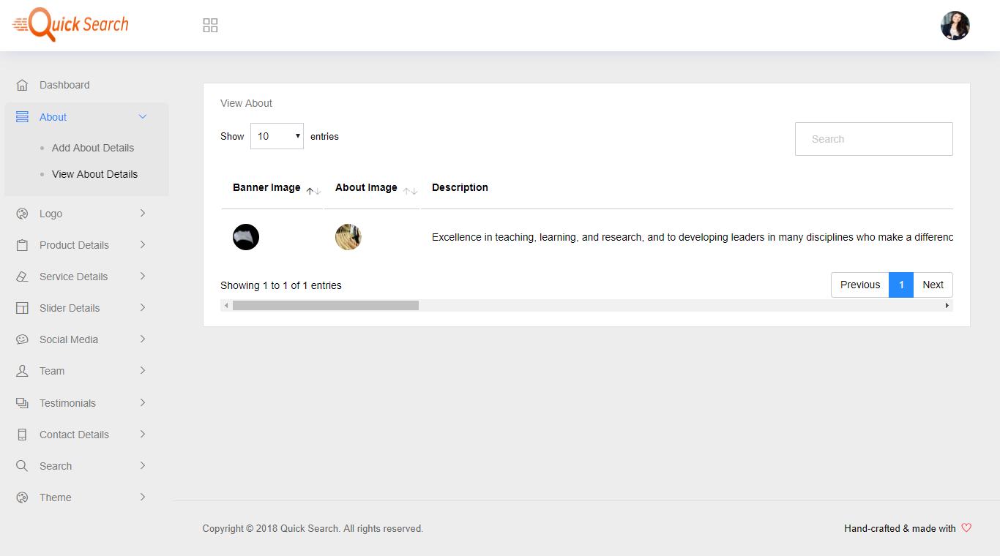 Quick Search
Dashboard
About
Add About Details
View About Details
Logo
Product Details
Service Details
Slider Details
Social Media
Team
Testimonials
Contact Details
Search
Theme
View About
Show 10 entries
Search
Banner Image About Image Description
Excellence in teaching, learning, and research, and to developing leaders in many disciplines who make a differenc
Showing 1 to 1 of 1 entries
Previous 1 Next
Copyright © 2018 Quick Search. All rights reserved.
Hand-crafted & made with